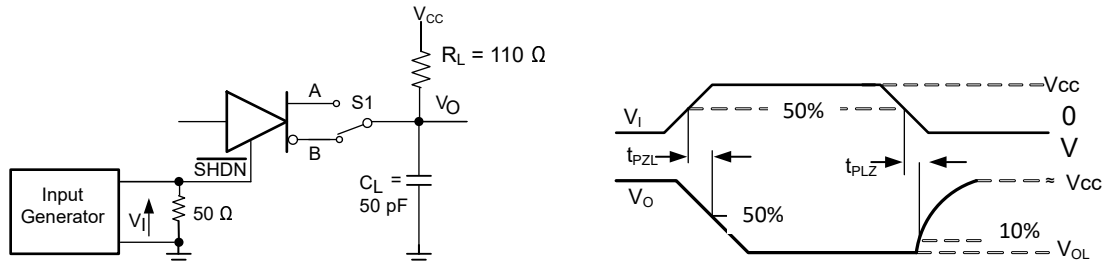 VCC
RL = 110 Ω
A
S1
VO
B
SHDN
CL =
50 pF
Input
Generator
VI
50 Ω
VI
50%
Vcc
0
V
tPZL
tPLZ
VO
50%
≈ Vcc
10%
VOL